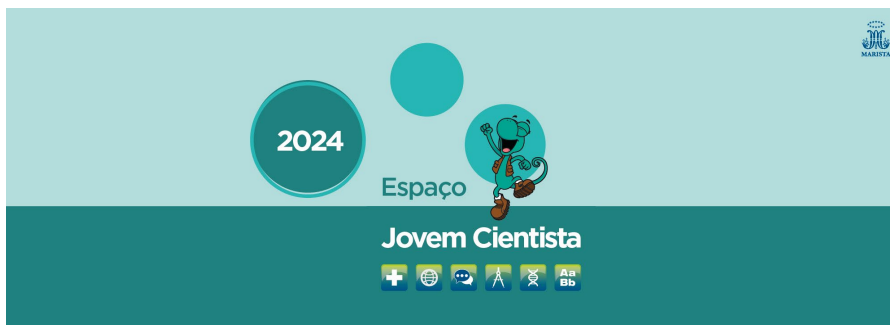 MARISTA
2024
Espaço
Jovem Cientista
Aa
Bb